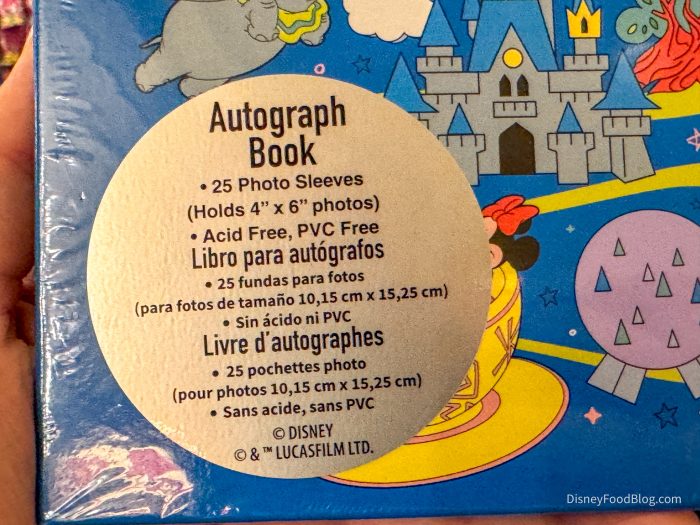 Autograph
Book
• 25 Photo Sleeves
(Holds 4" x 6" photos)
• Acid Free, PVC Free
Libro para autógrafos
• 25 fundas para fotos
(para fotos de tamaño 10,15 cm x 15,25 cm)
• Sin ácido ni PVC
Livre d'autographes
• 25 pochettes photo
(pour photos 10,15 cm x 15,25 cm)
• Sans acide, sans PVC
© DISNEY
© & ™ LUCASFILM LTD.
DisneyFoodBlog.com